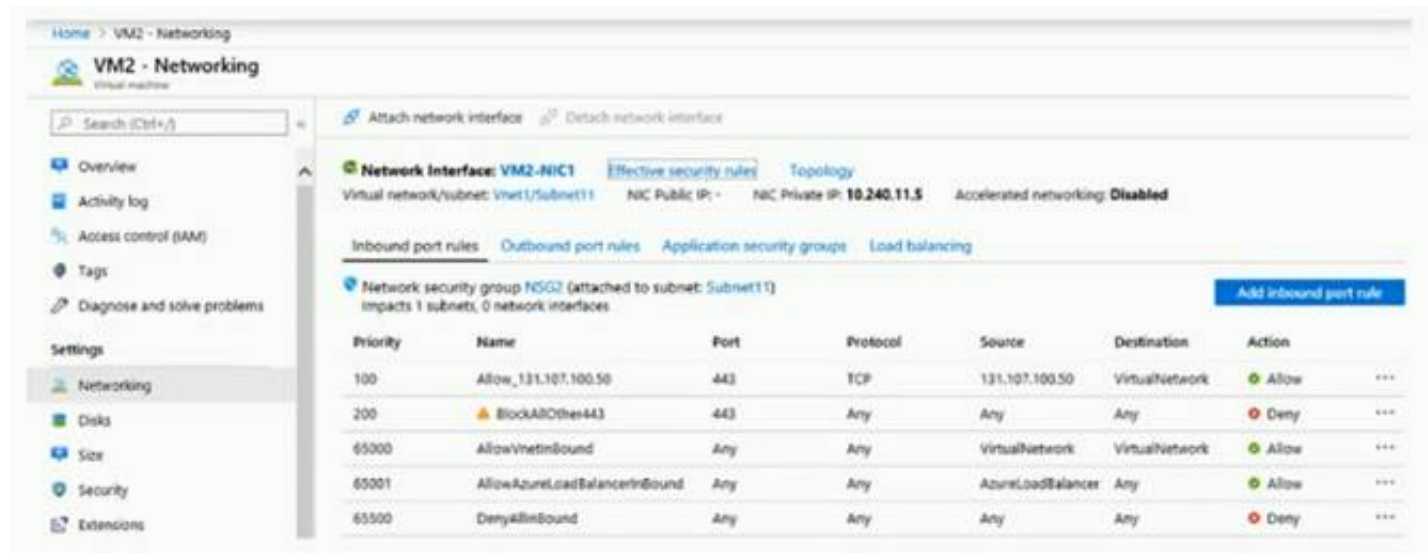 Home > VM2 - Networking
VM2 - Networking
Virtual machine
Search (Ctrl+/)
«
Overview
Activity log
Access control (IAM)
Tags
Diagnose and solve problems
Settings
Networking
Disks
Size
Security
Extensions
Attach network interface Detach network interface
Network Interface: VM2-NIC1 Effective security rules Topology
Virtual network/subnet: Vnet1/Subnet11 NIC Public IP: - NIC Private IP: 10.240.11.5 Accelerated networking: Disabled
Inbound port rules Outbound port rules Application security groups Load balancing
Network security group NSG2 (attached to subnet: Subnet11)
Impacts 1 subnets, 0 network interfaces
Add inbound port rule
Priority Name Port Protocol Source Destination Action
100 Allow_131.107.100.50 443 TCP 131.107.100.50 VirtualNetwork Allow ...
200 BlockAllOther443 443 Any Any Any Deny ...
65000 AllowVnetInBound Any Any VirtualNetwork VirtualNetwork Allow ...
65001 AllowAzureLoadBalancerInBound Any Any AzureLoadBalancer Any Allow ...
65500 DenyAllInBound Any Any Any Any Deny ...